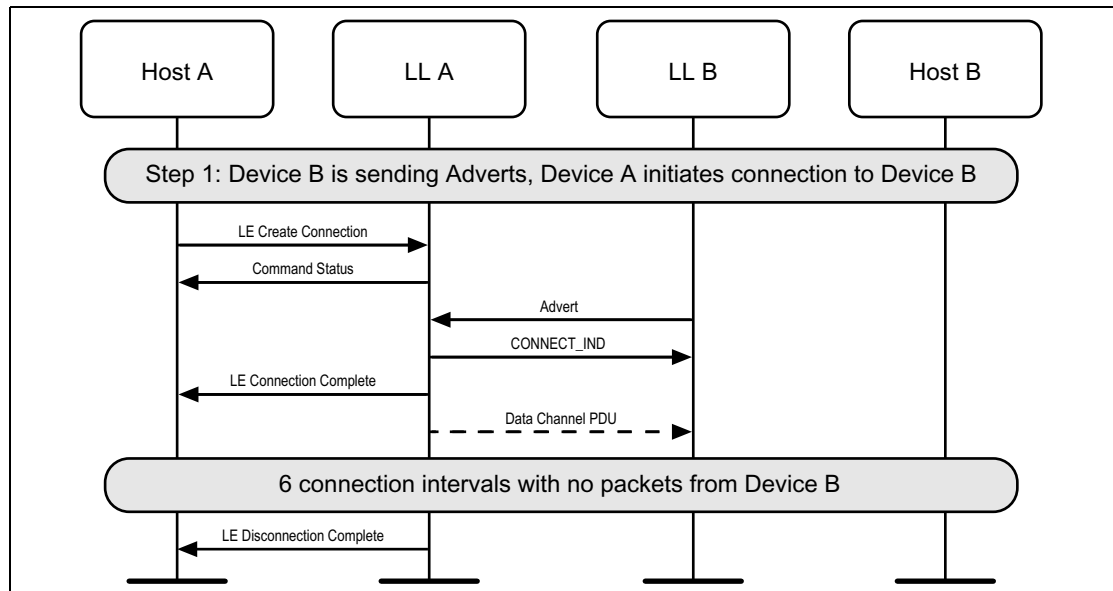 Host A
LL A
LL B
Host B
Step 1: Device B is sending Adverts, Device A initiates connection to Device B
LE Create Connection
Command Status
Advert
CONNECT_IND
LE Connection Complete
Data Channel PDU
6 connection intervals with no packets from Device B
LE Disconnection Complete